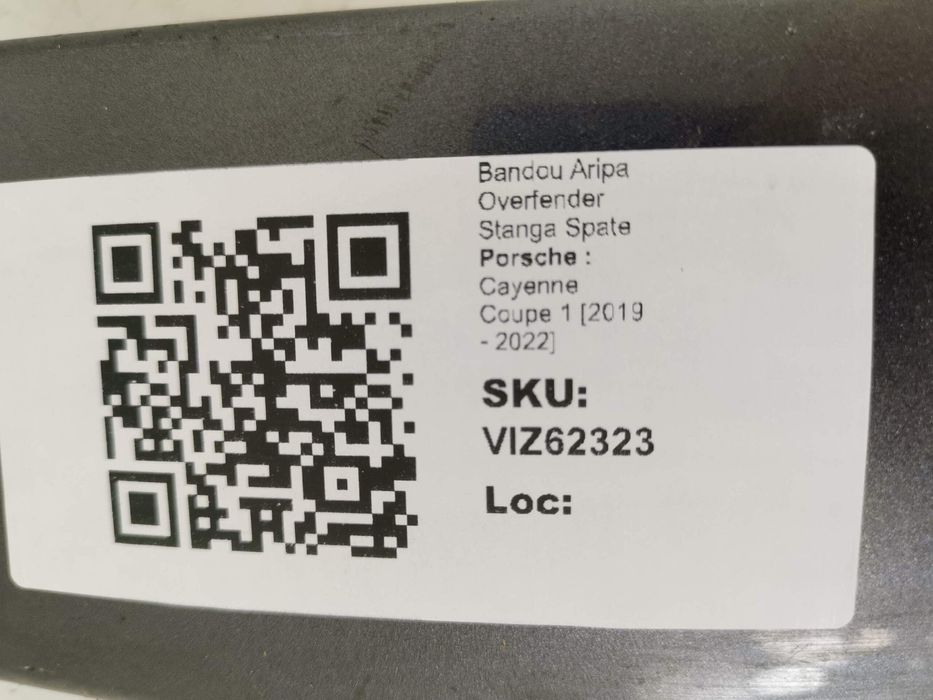 Bandou Aripa
Overfender
Stanga Spate
Porsche :
Cayenne
Coupe 1 [2019
- 2022]
SKU:
VIZ62323
Loc: